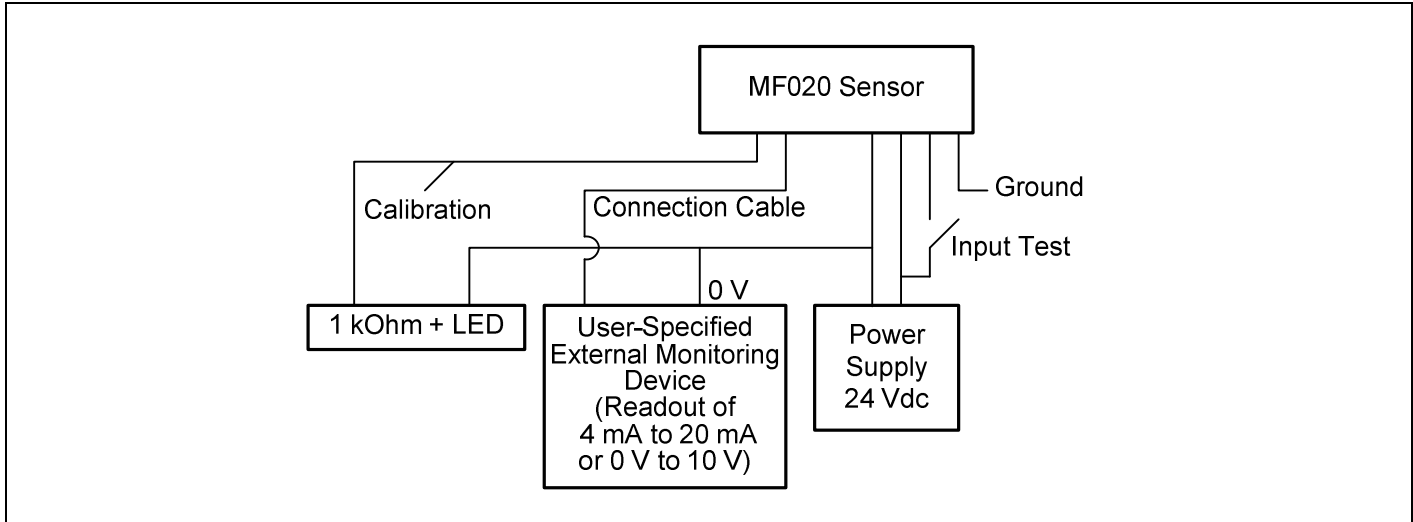 MF020 Sensor
Calibration
Connection Cable
Ground
Input Test
0 V
1 kOhm + LED
User-Specified
External Monitoring
Device
(Readout of
4 mA to 20 mA
or 0 V to 10 V)
Power
Supply
24 Vdc